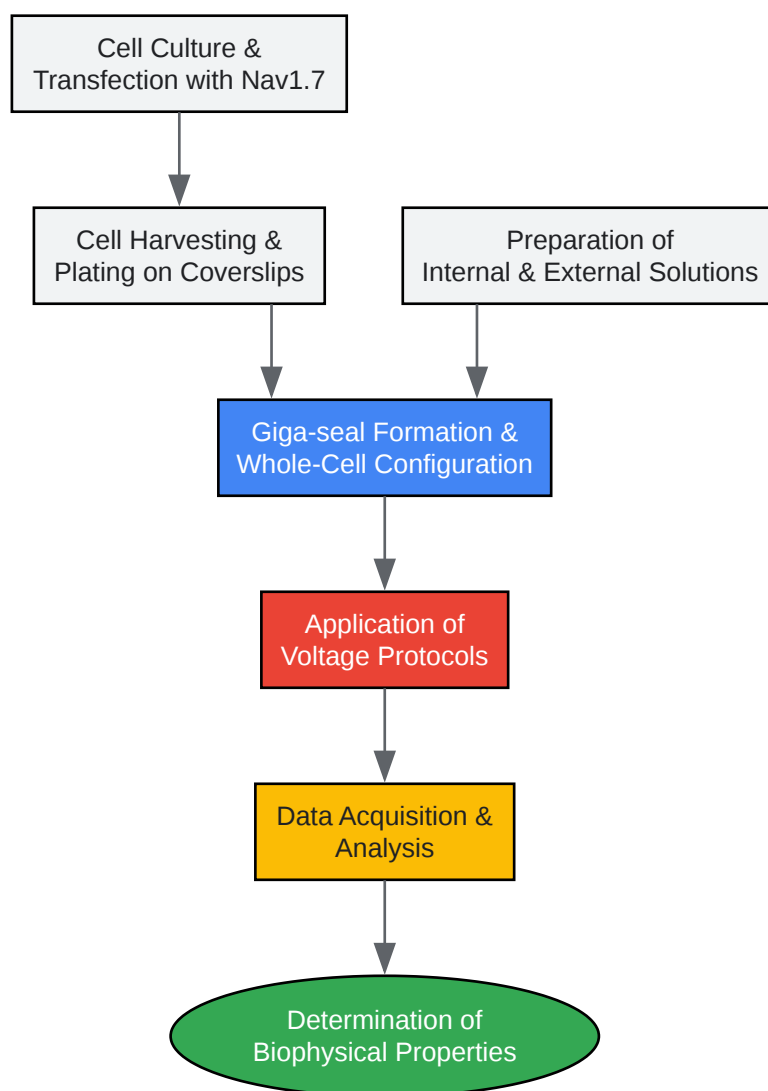 Cell Culture &
Transfection with Nav1.7
Cell Harvesting &
Plating on Coverslips
Preparation of
Internal & External Solutions
Giga-seal Formation &
Whole-Cell Configuration
Application of
Voltage Protocols
Data Acquisition &
Analysis
Determination of
Biophysical Properties